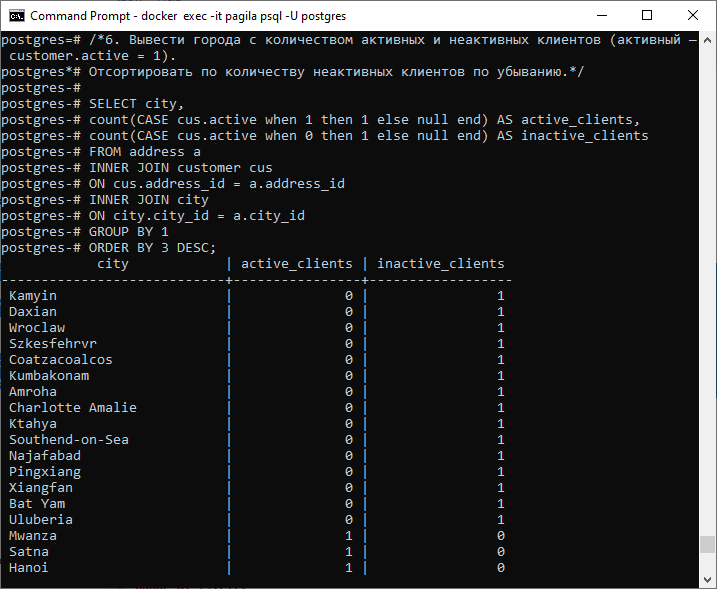 Command Prompt - docker exec -it pagila psql -U postgres
postgres=# /*6. Вывести города с количеством активных и неактивных клиентов (активный –
 customer.active = 1).
postgres*# Отсортировать по количеству неактивных клиентов по убыванию.*/
postgres-#
postgres-# SELECT city,
postgres-# count(CASE cus.active when 1 then 1 else null end) AS active_clients,
postgres-# count(CASE cus.active when 0 then 1 else null end) AS inactive_clients
postgres-# FROM address a
postgres-# INNER JOIN customer cus
postgres-# ON cus.address_id = a.address_id
postgres-# INNER JOIN city
postgres-# ON city.city_id = a.city_id
postgres-# GROUP BY 1
postgres-# ORDER BY 3 DESC;
            city            | active_clients | inactive_clients
----------------------------+----------------+------------------
 Kamyin                     |              0 |                1
 Daxian                     |              0 |                1
 Wroclaw                    |              0 |                1
 Szkesfehrvr                |              0 |                1
 Coatzacoalcos              |              0 |                1
 Kumbakonam                 |              0 |                1
 Amroha                     |              0 |                1
 Charlotte Amalie           |              0 |                1
 Ktahya                     |              0 |                1
 Southend-on-Sea            |              0 |                1
 Najafabad                  |              0 |                1
 Pingxiang                  |              0 |                1
 Xiangfan                   |              0 |                1
 Bat Yam                    |              0 |                1
 Uluberia                   |              0 |                1
 Mwanza                     |              1 |                0
 Satna                      |              1 |                0
 Hanoi                      |              1 |                0